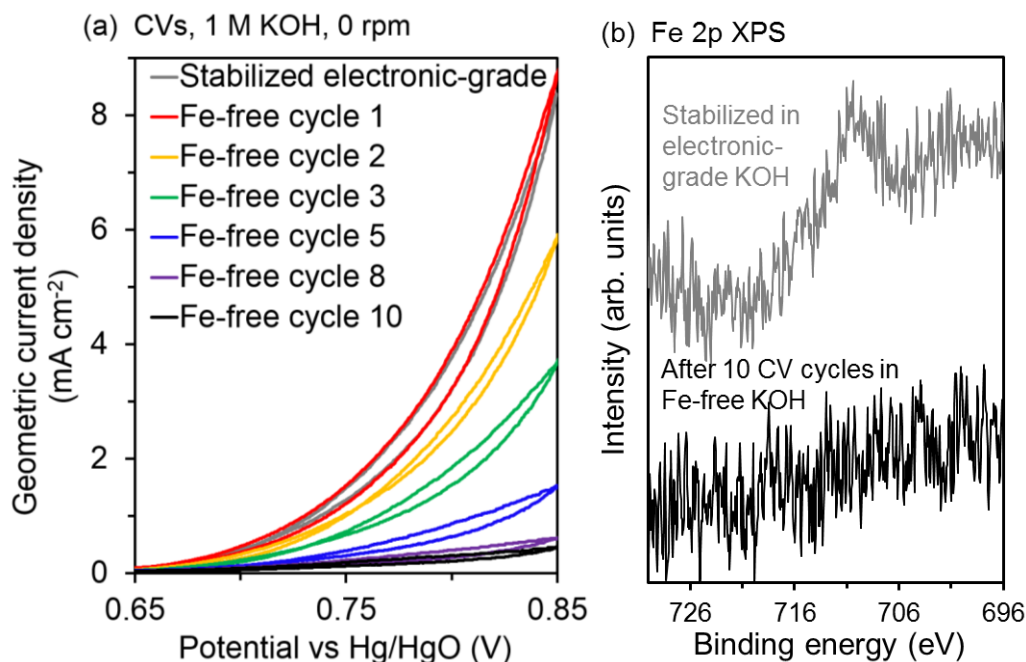 (a) CVs, 1 M KOH, 0 rpm
Stabilized electronic-grade
Fe-free cycle 1
Fe-free cycle 2
Fe-free cycle 3
Fe-free cycle 5
Fe-free cycle 8
Fe-free cycle 10
Geometric current density
(mA cm⁻²)
8
6
4
2
0
0.65
0.75
0.85
Potential vs Hg/HgO (V)
(b) Fe 2p XPS
Stabilized in
electronic-
grade KOH
After 10 CV cycles in
Fe-free KOH
Intensity (arb. units)
726
716
706
696
Binding energy (eV)